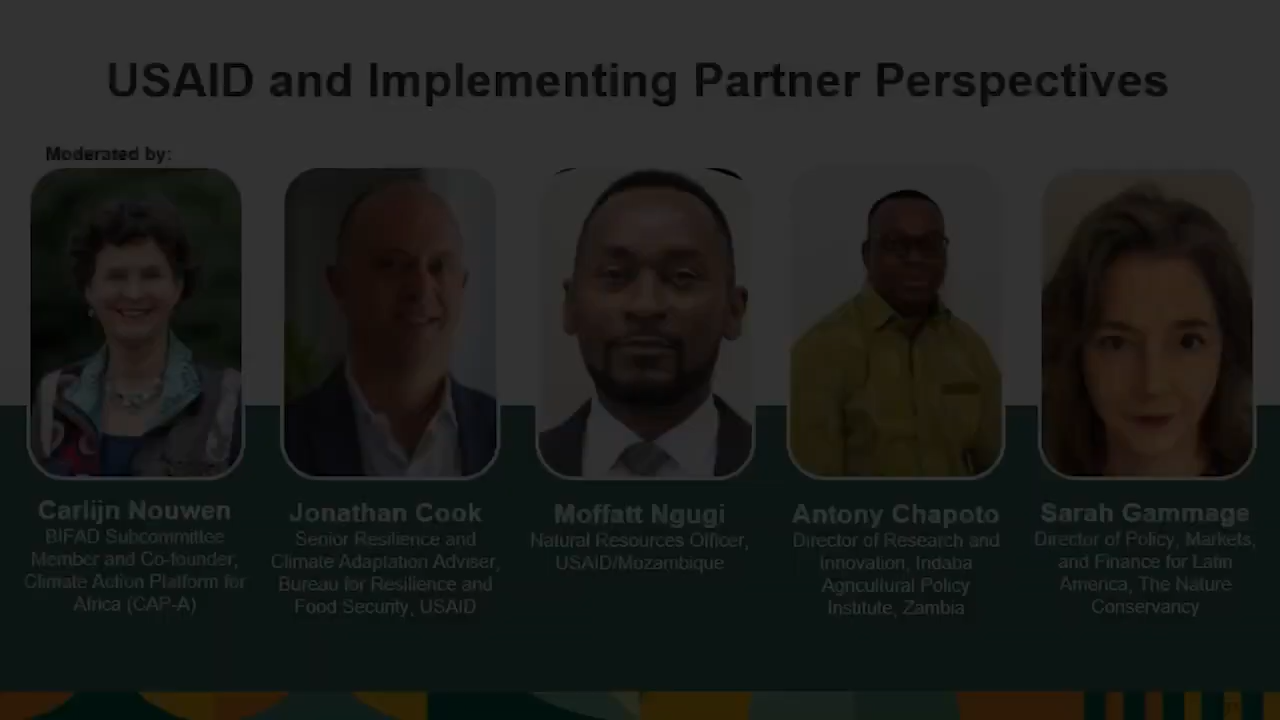 USAID and Implementing Partner Perspectives
Moderated by:
Carlijn Nouwen
BIFAD Subcommittee
Member and Co-founder,
Climate Action Platform for
Africa (CAP-A)
Jonathan Cook
Senior Resilience and
Climate Adaptation Adviser,
Bureau for Resilience and
Food Security, USAID
Moffatt Ngugi
Natural Resources Officer,
USAID/Mozambique
Antony Chapoto
Director of Research and
Innovation, Indaba
Agricultural Policy
Institute, Zambia
Sarah Gammage
Director of Policy, Markets,
and Finance for Latin
America, The Nature
Conservancy